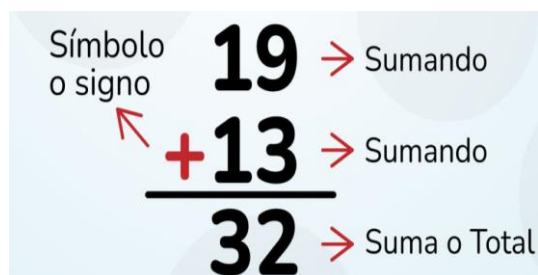 Símbolo
o signo
19 → Sumando
+13 → Sumando
32 → Suma o Total